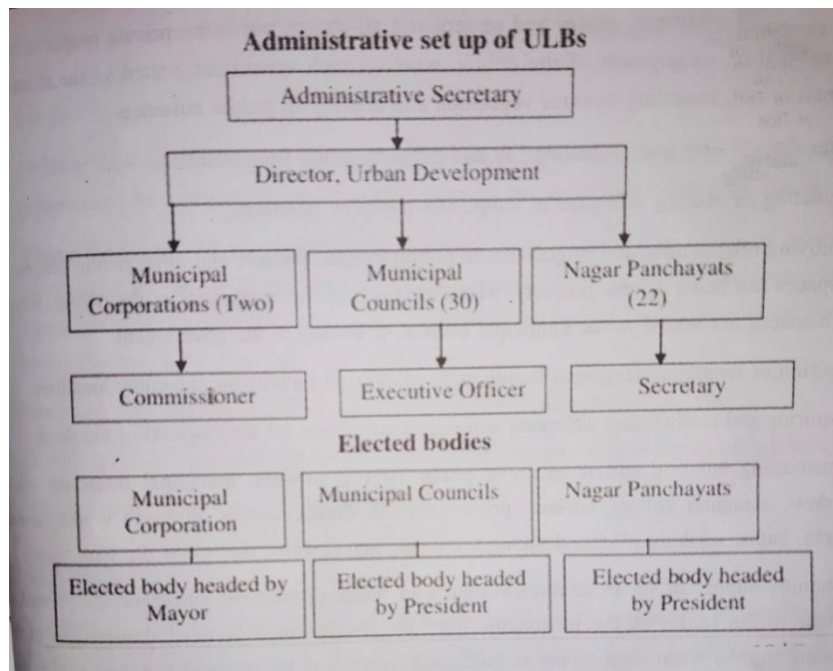 Administrative set up of ULBs
Administrative Secretary
Director, Urban Development
Municipal
Corporations (Two)
Municipal
Councils (30)
Nagar Panchayats
(22)
Commissioner
Executive Officer
Secretary
Elected bodies
Municipal
Corporation
Municipal Councils
Nagar Panchayats
Elected body headed by
Mayor
Elected body headed
by President
Elected body headed
by President